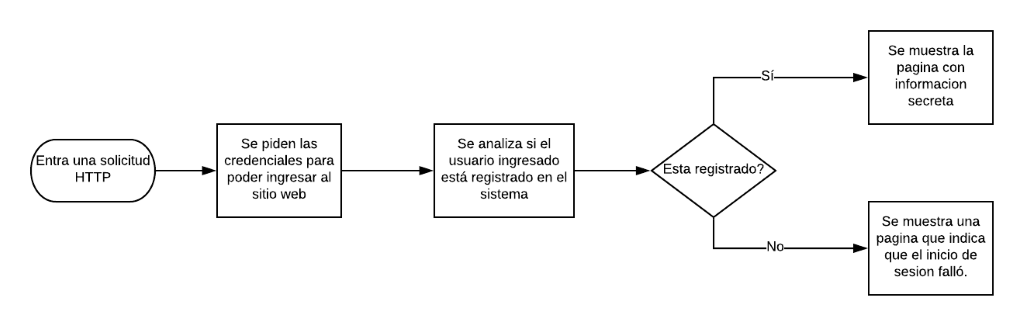 Entra una solicitud
HTTP
Se piden las
credenciales para
poder ingresar al
sitio web
Se analiza si el
usuario ingresado
está registrado en el
sistema
Esta registrado?
Sí
Se muestra la
pagina con
informacion
secreta
No
Se muestra una
pagina que indica
que el inicio de
sesion falló.